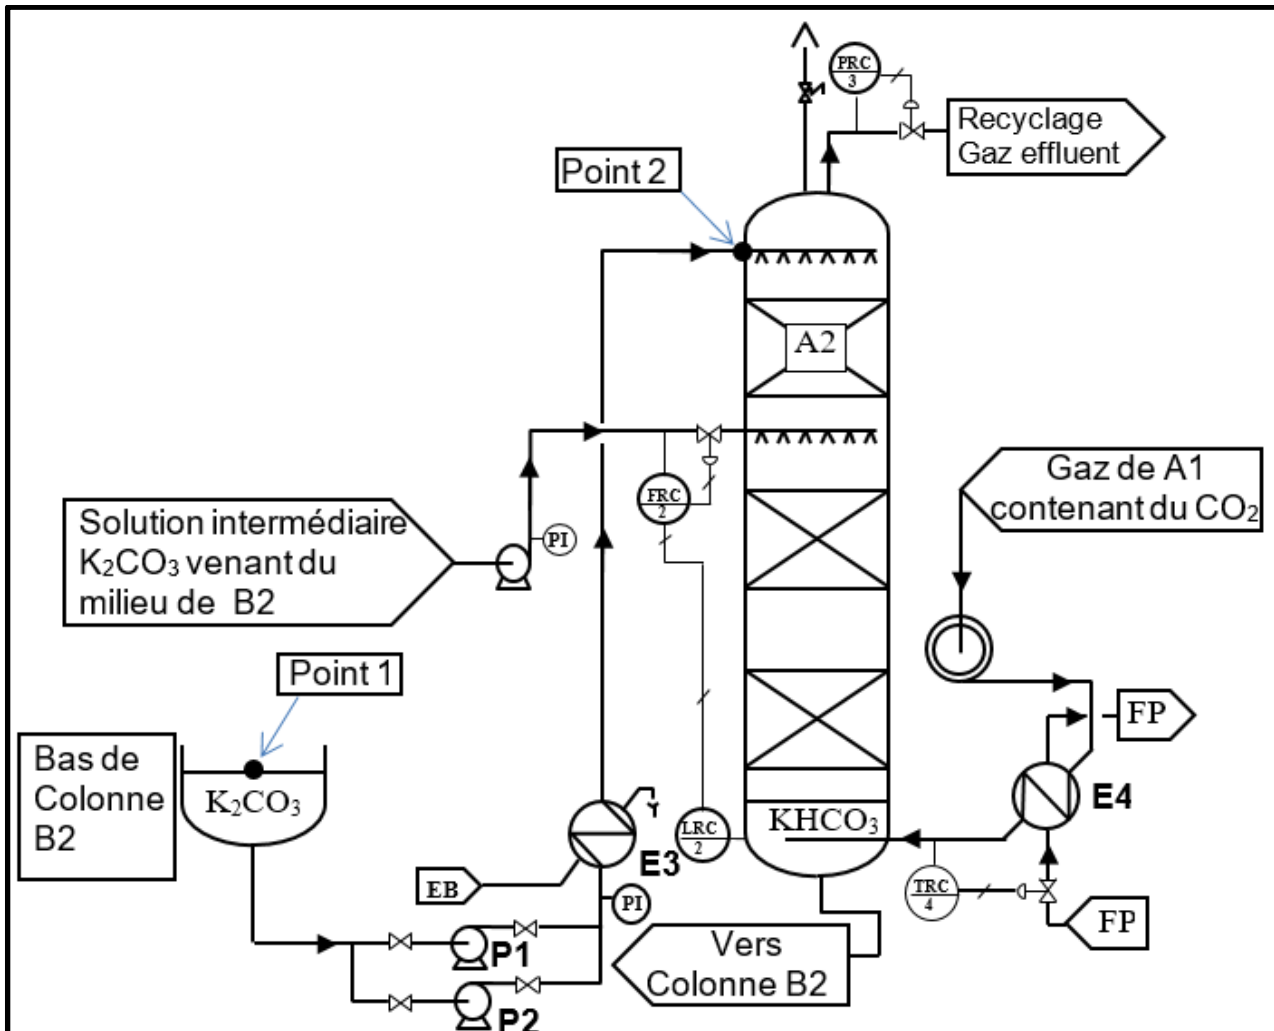 PRC
3
Recyclage
Gaz effluent
Point 2
A2
Gaz de A1
contenant du CO₂
FRC
2
Solution intermédiaire
K₂CO₃ venant du
milieu de B2
PI
Point 1
FP
Bas de
Colonne
B2
K₂CO₃
E4
KHCO₃
LRC
2
E3
EB
PI
TRC
4
FP
P1
Vers
Colonne B2
P2